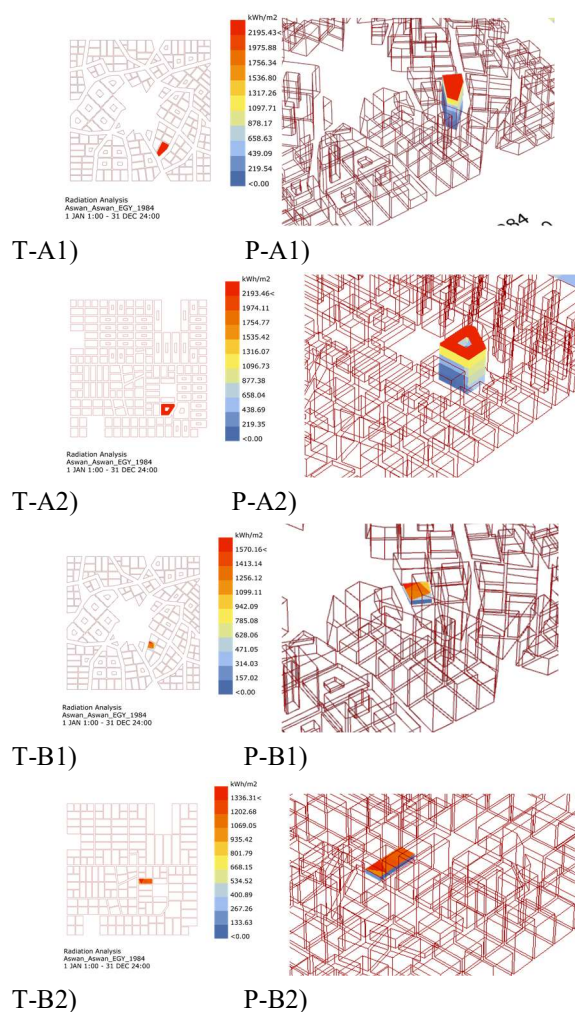 kWh/m2
2195.43<
1975.88
1756.34
1536.80
1317.26
1097.71
878.17
658.63
439.09
219.54
<0.00
Radiation Analysis
Aswan_Aswan_EGY_1984
1 JAN 1:00 - 31 DEC 24:00
T-A1) P-A1)
kWh/m2
2193.46<
1974.11
1754.77
1535.42
1316.07
1096.73
877.38
658.04
438.69
219.35
<0.00
Radiation Analysis
Aswan_Aswan_EGY_1984
1 JAN 1:00 - 31 DEC 24:00
T-A2) P-A2)
kWh/m2
1570.16<
1413.14
1256.12
1099.11
942.09
785.08
628.06
471.05
314.03
157.02
<0.00
Radiation Analysis
Aswan_Aswan_EGY_1984
1 JAN 1:00 - 31 DEC 24:00
T-B1) P-B1)
kWh/m2
1336.31<
1202.68
1069.05
935.42
801.79
668.15
534.52
400.89
267.26
133.63
<0.00
Radiation Analysis
Aswan_Aswan_EGY_1984
1 JAN 1:00 - 31 DEC 24:00
T-B2) P-B2)